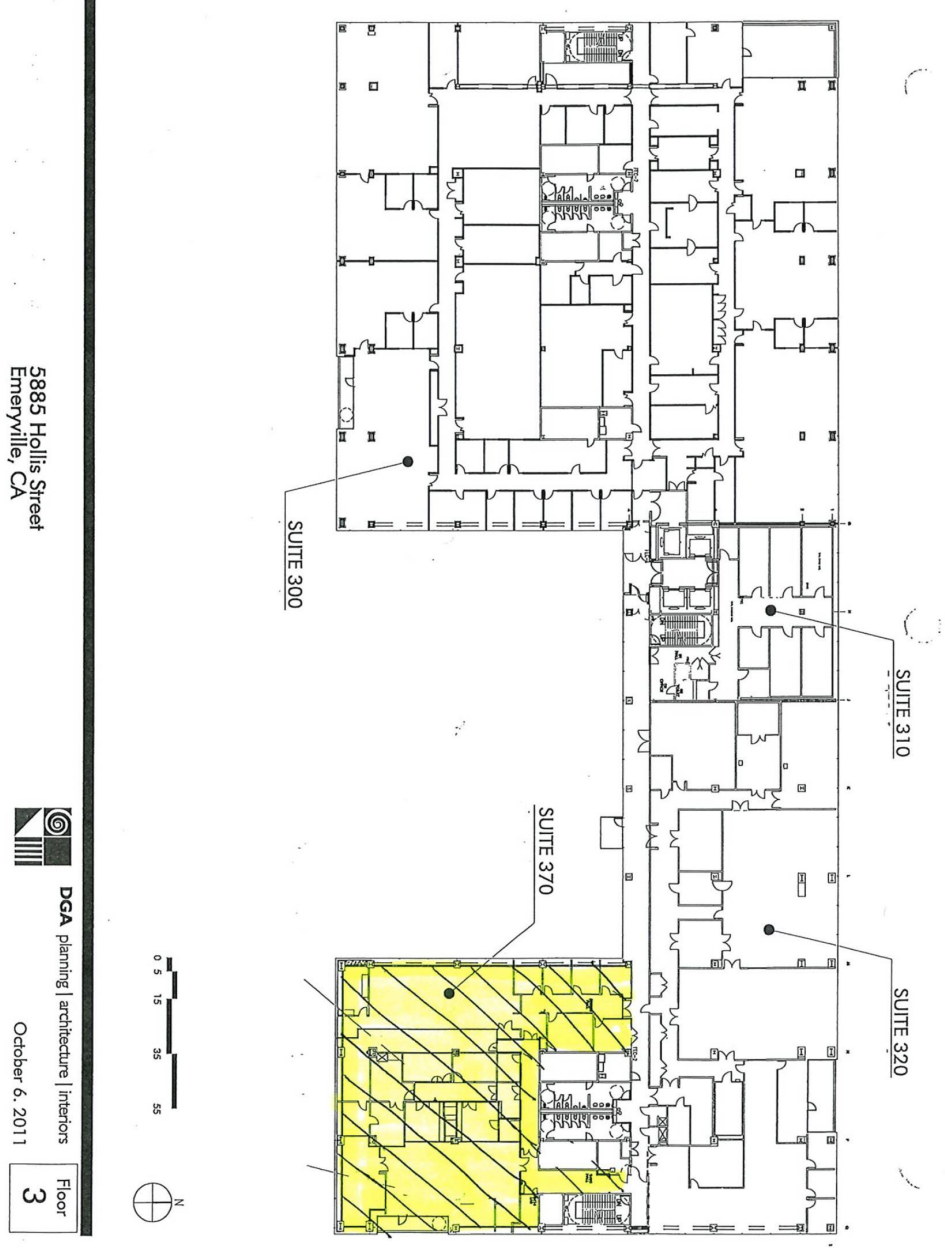 SUITE 300
SUITE 310
SUITE 370
SUITE 320
5885 Hollis Street
Emeryville, CA
DGA planning | architecture | interiors
October 6, 2011
Floor
3
0 5 15 35 55
N